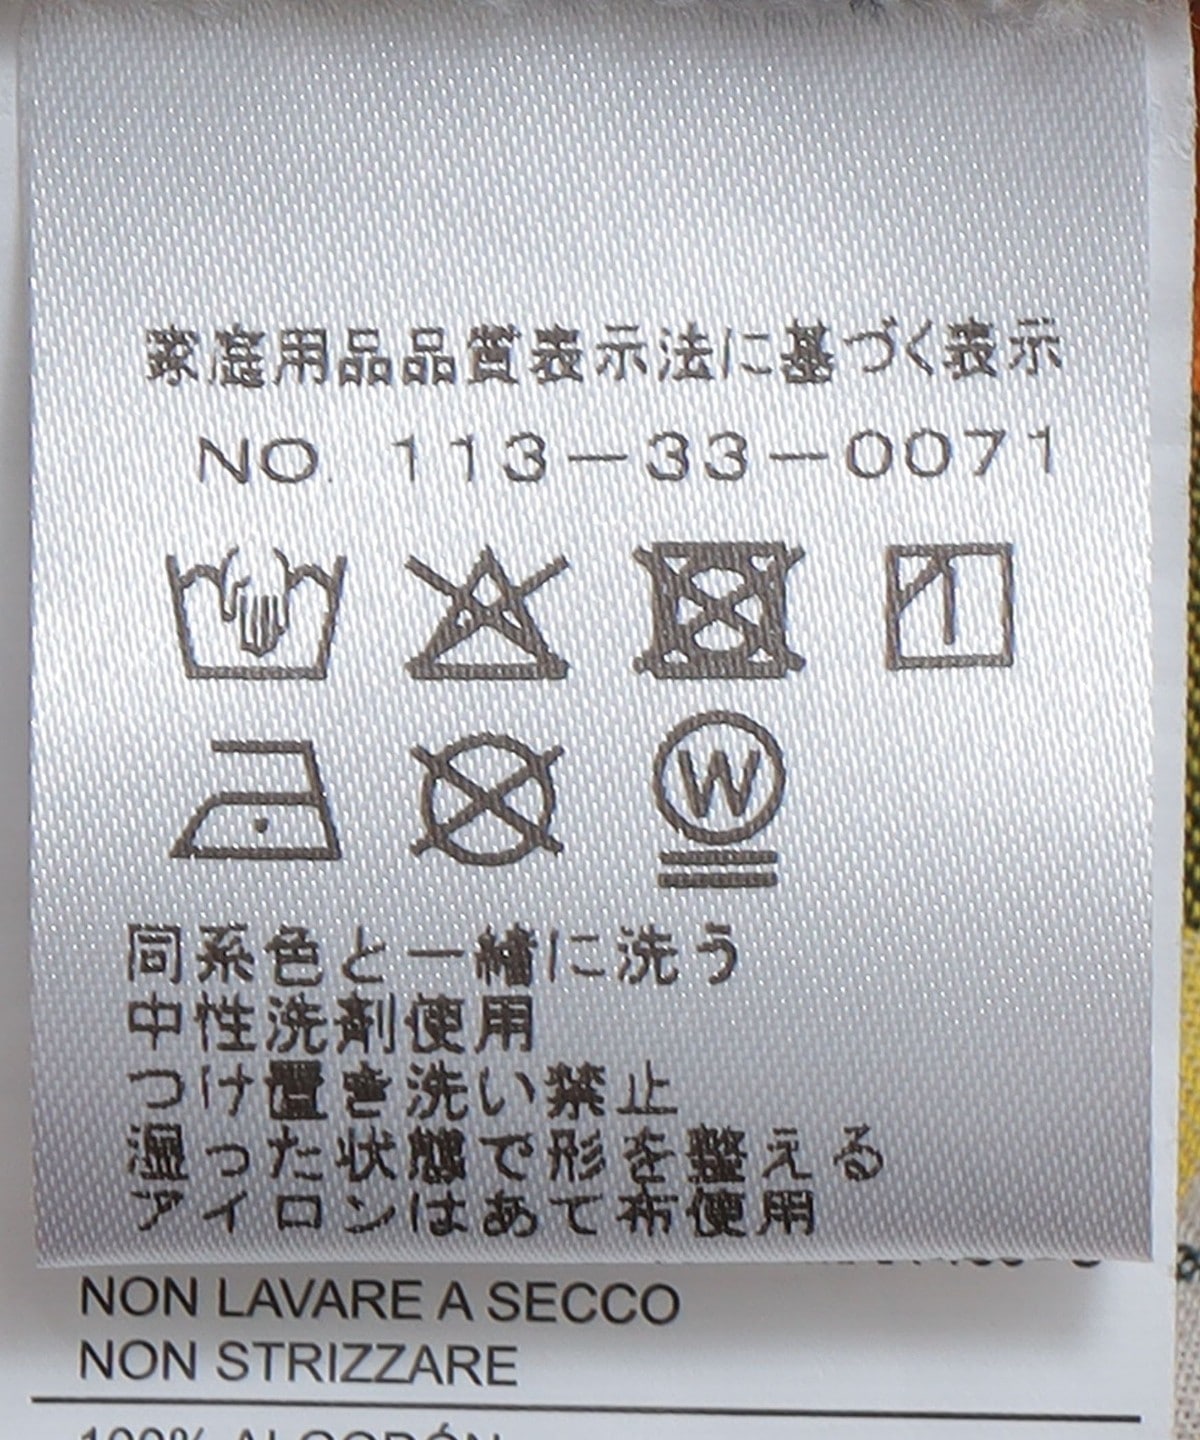 家庭用品品質表示法に基づく表示
NO. 113-33-0071
W
同系色と一緒に洗う
中性洗剤使用
つけ置き洗い禁止
湿った状態で形を整える
アイロンはあて布使用
NON LAVARE A SECCO
NON STRIZZARE
100% ALGODÓN